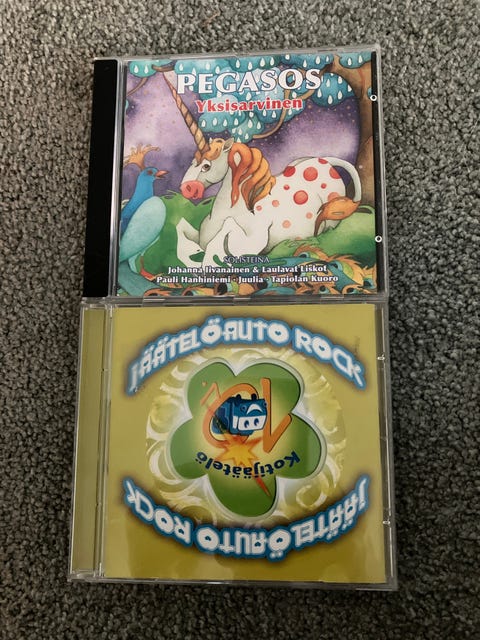 PEGASOS
Yksisarvinen
SOLISTEINA
Johanna Iivanainen & Laulavat Liskot
Pauli Hanhiniemi · Juulia · Tapiolan Kuoro
JÄÄTELÖAUTO ROCK
Kotijäätelö
JÄÄTELÖAUTO ROCK